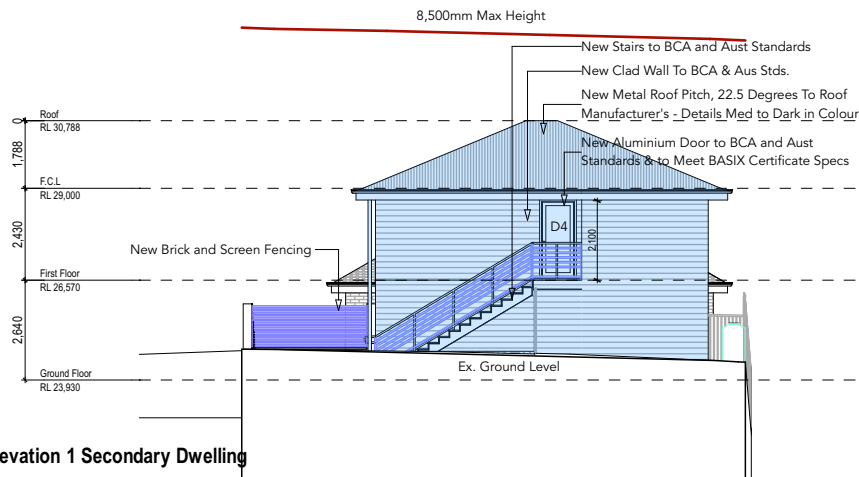 8,500mm Max Height
New Stairs to BCA and Aust Standards
New Clad Wall To BCA & Aus Stds.
New Metal Roof Pitch, 22.5 Degrees To Roof
Manufacturer's - Details Med to Dark in Colour
New Aluminium Door to BCA and Aust
Standards & to Meet BASIX Certificate Specs
0
Roof
RL 30,788
1,788
F.C.L
RL 29,000
2,430
D4
2,100
New Brick and Screen Fencing
First Floor
RL 26,570
2,640
Ex. Ground Level
Ground Floor
RL 23,930
evation 1 Secondary Dwelling